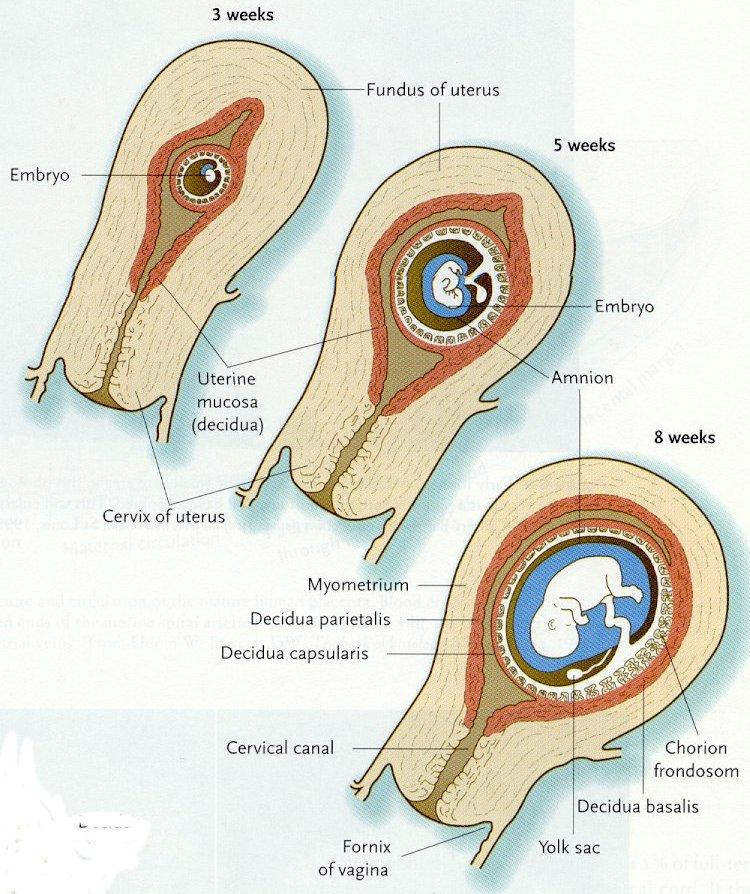 3 weeks
Fundus of uterus
5 weeks
Embryo
Embryo
Uterine
mucosa
(decidua)
Amnion
8 weeks
Cervix of uterus
Myometrium
Decidua parietalis
Decidua capsularis
Cervical canal
Chorion
frondosom
Decidua basalis
Fornix
of vagina
Yolk sac